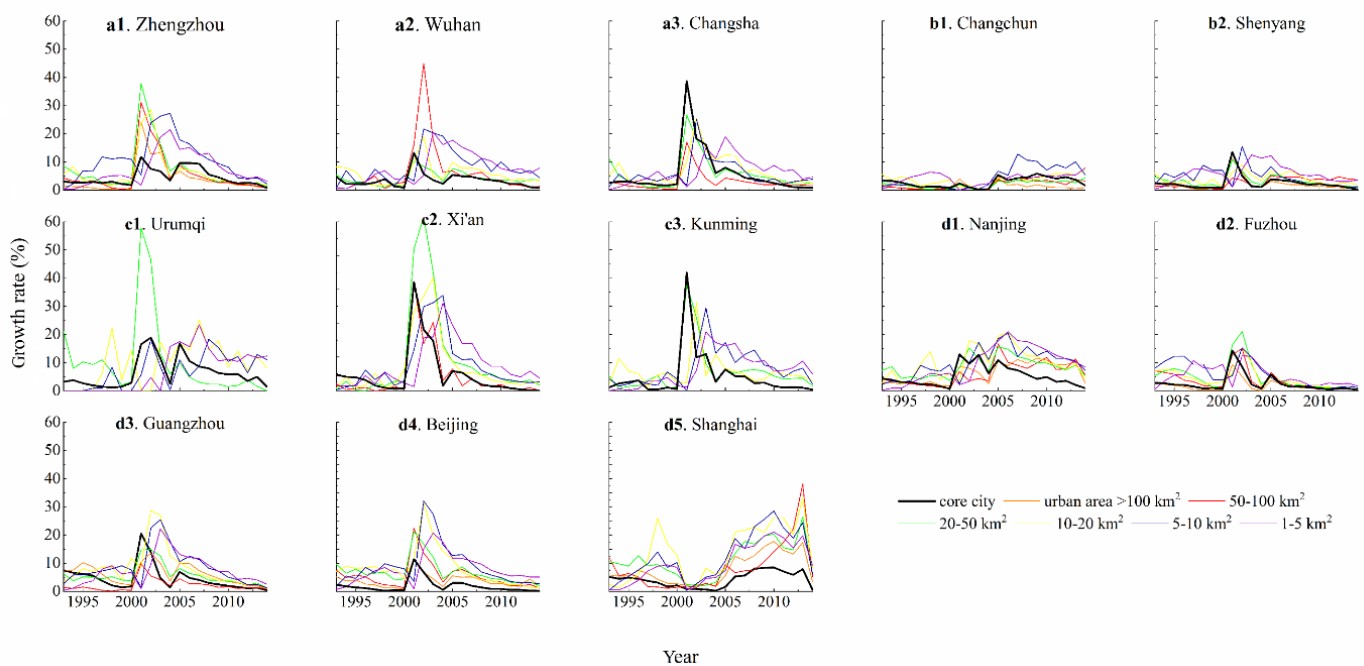 a1. Zhengzhou
a2. Wuhan
a3. Changsha
b1. Changchun
b2. Shenyang
60
50
40
30
20
10
0
c1. Urumqi
c2. Xi'an
c3. Kunming
d1. Nanjing
d2. Fuzhou
60
50
40
30
20
10
0
1995 2000 2005 2010
1995 2000 2005 2010
Growth rate (%)
d3. Guangzhou
d4. Beijing
d5. Shanghai
60
50
40
30
20
10
0
1995 2000 2005 2010
1995 2000 2005 2010
1995 2000 2005 2010
core city
urban area >100 km²
50-100 km²
20-50 km²
10-20 km²
5-10 km²
1-5 km²
Year